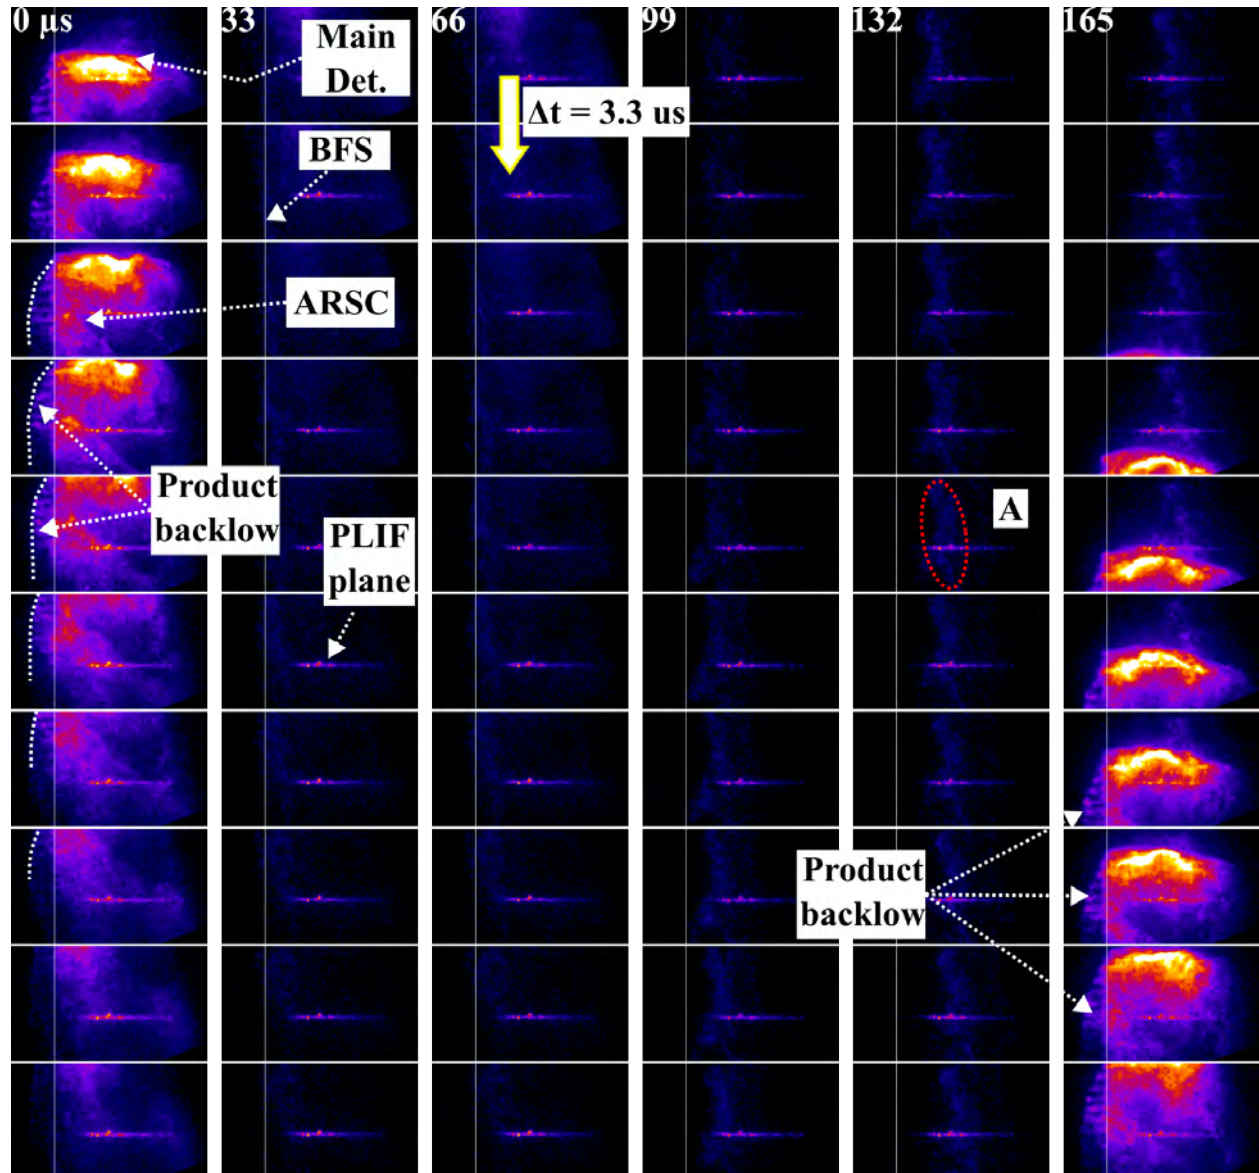 0 μs
33
66
99
132
165
Main
Det.
Δt = 3.3 us
BFS
ARSC
Product
backlow
PLIF
plane
A
Product
backlow